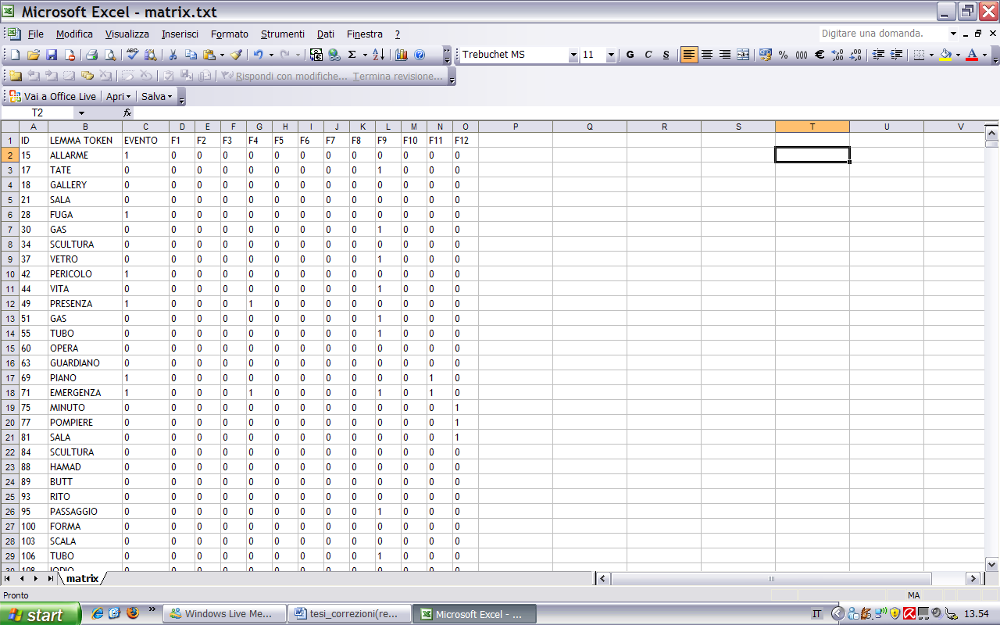 Microsoft Excel - matrix.txt
File Modifica Visualizza Inserisci Formato Strumenti Dati Finestra ? Digitare una domanda.
Trebuchet MS 11 G C S % 000 €
Rispondi con modifiche... Termina revisione...
Vai a Office Live Apri Salva
T2 fx
A B C D E F G H I J K L M N O P Q R S T U V
1 ID LEMMA TOKEN EVENTO F1 F2 F3 F4 F5 F6 F7 F8 F9 F10 F11 F12
2 15 ALLARME 1 0 0 0 0 0 0 0 0 0 0 0 0
3 17 TATE 0 0 0 0 0 0 0 0 0 1 0 0 0
4 18 GALLERY 0 0 0 0 0 0 0 0 0 0 0 0 0
5 21 SALA 0 0 0 0 0 0 0 0 0 0 0 0 0
6 28 FUGA 1 0 0 0 0 0 0 0 0 0 0 0 0
7 30 GAS 0 0 0 0 0 0 0 0 0 1 0 0 0
8 34 SCULTURA 0 0 0 0 0 0 0 0 0 0 0 0 0
9 37 VETRO 0 0 0 0 0 0 0 0 0 1 0 0 0
10 42 PERICOLO 1 0 0 0 0 0 0 0 0 0 0 0 0
11 44 VITA 0 0 0 0 0 0 0 0 0 1 0 0 0
12 49 PRESENZA 1 0 0 0 1 0 0 0 0 0 0 0 0
13 51 GAS 0 0 0 0 0 0 0 0 0 1 0 0 0
14 55 TUBO 0 0 0 0 0 0 0 0 0 1 0 0 0
15 60 OPERA 0 0 0 0 0 0 0 0 0 0 0 0 0
16 63 GUARDIANO 0 0 0 0 0 0 0 0 0 0 0 0 0
17 69 PIANO 1 0 0 0 0 0 0 0 0 0 0 1 0
18 71 EMERGENZA 1 0 0 0 1 0 0 0 0 1 0 1 0
19 75 MINUTO 0 0 0 0 0 0 0 0 0 0 0 0 1
20 77 POMPIERE 0 0 0 0 0 0 0 0 0 0 0 0 1
21 81 SALA 0 0 0 0 0 0 0 0 0 0 0 0 1
22 84 SCULTURA 0 0 0 0 0 0 0 0 0 0 0 0 0
23 88 HAMAD 0 0 0 0 0 0 0 0 0 0 0 0 0
24 89 BUTT 0 0 0 0 0 0 0 0 0 0 0 0 0
25 93 RITO 0 0 0 0 0 0 0 0 0 0 0 0 0
26 95 PASSAGGIO 0 0 0 0 0 0 0 0 0 1 0 0 0
27 100 FORMA 0 0 0 0 0 0 0 0 0 0 0 0 0
28 103 SCALA 0 0 0 0 0 0 0 0 0 0 0 0 0
29 106 TUBO 0 0 0 0 0 0 0 0 0 1 0 0 0
30 108 IODIO 0 0 0 0 0 0 0 0 0 0 0 0 0
matrix
Pronto MA
start Windows Live Me... tesi_correzioni(re... Microsoft Excel - ... IT 13.54